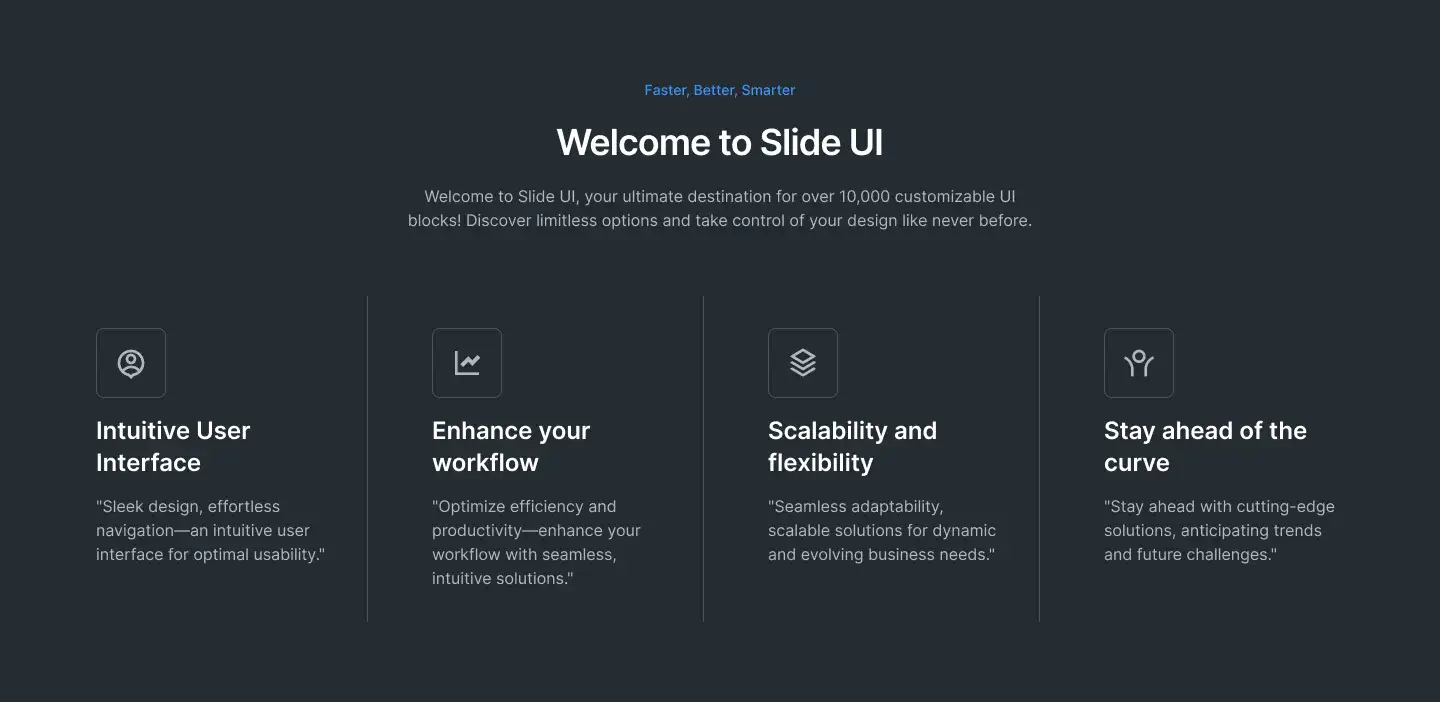 Faster, Better, Smarter
Welcome to Slide UI
Welcome to Slide UI, your ultimate destination for over 10,000 customizable UI
blocks! Discover limitless options and take control of your design like never before.
Intuitive User
Interface
"Sleek design, effortless
navigation—an intuitive user
interface for optimal usability."
Enhance your
workflow
"Optimize efficiency and
productivity—enhance your
workflow with seamless,
intuitive solutions."
Scalability and
flexibility
"Seamless adaptability,
scalable solutions for dynamic
and evolving business needs."
Stay ahead of the
curve
"Stay ahead with cutting-edge
solutions, anticipating trends
and future challenges."